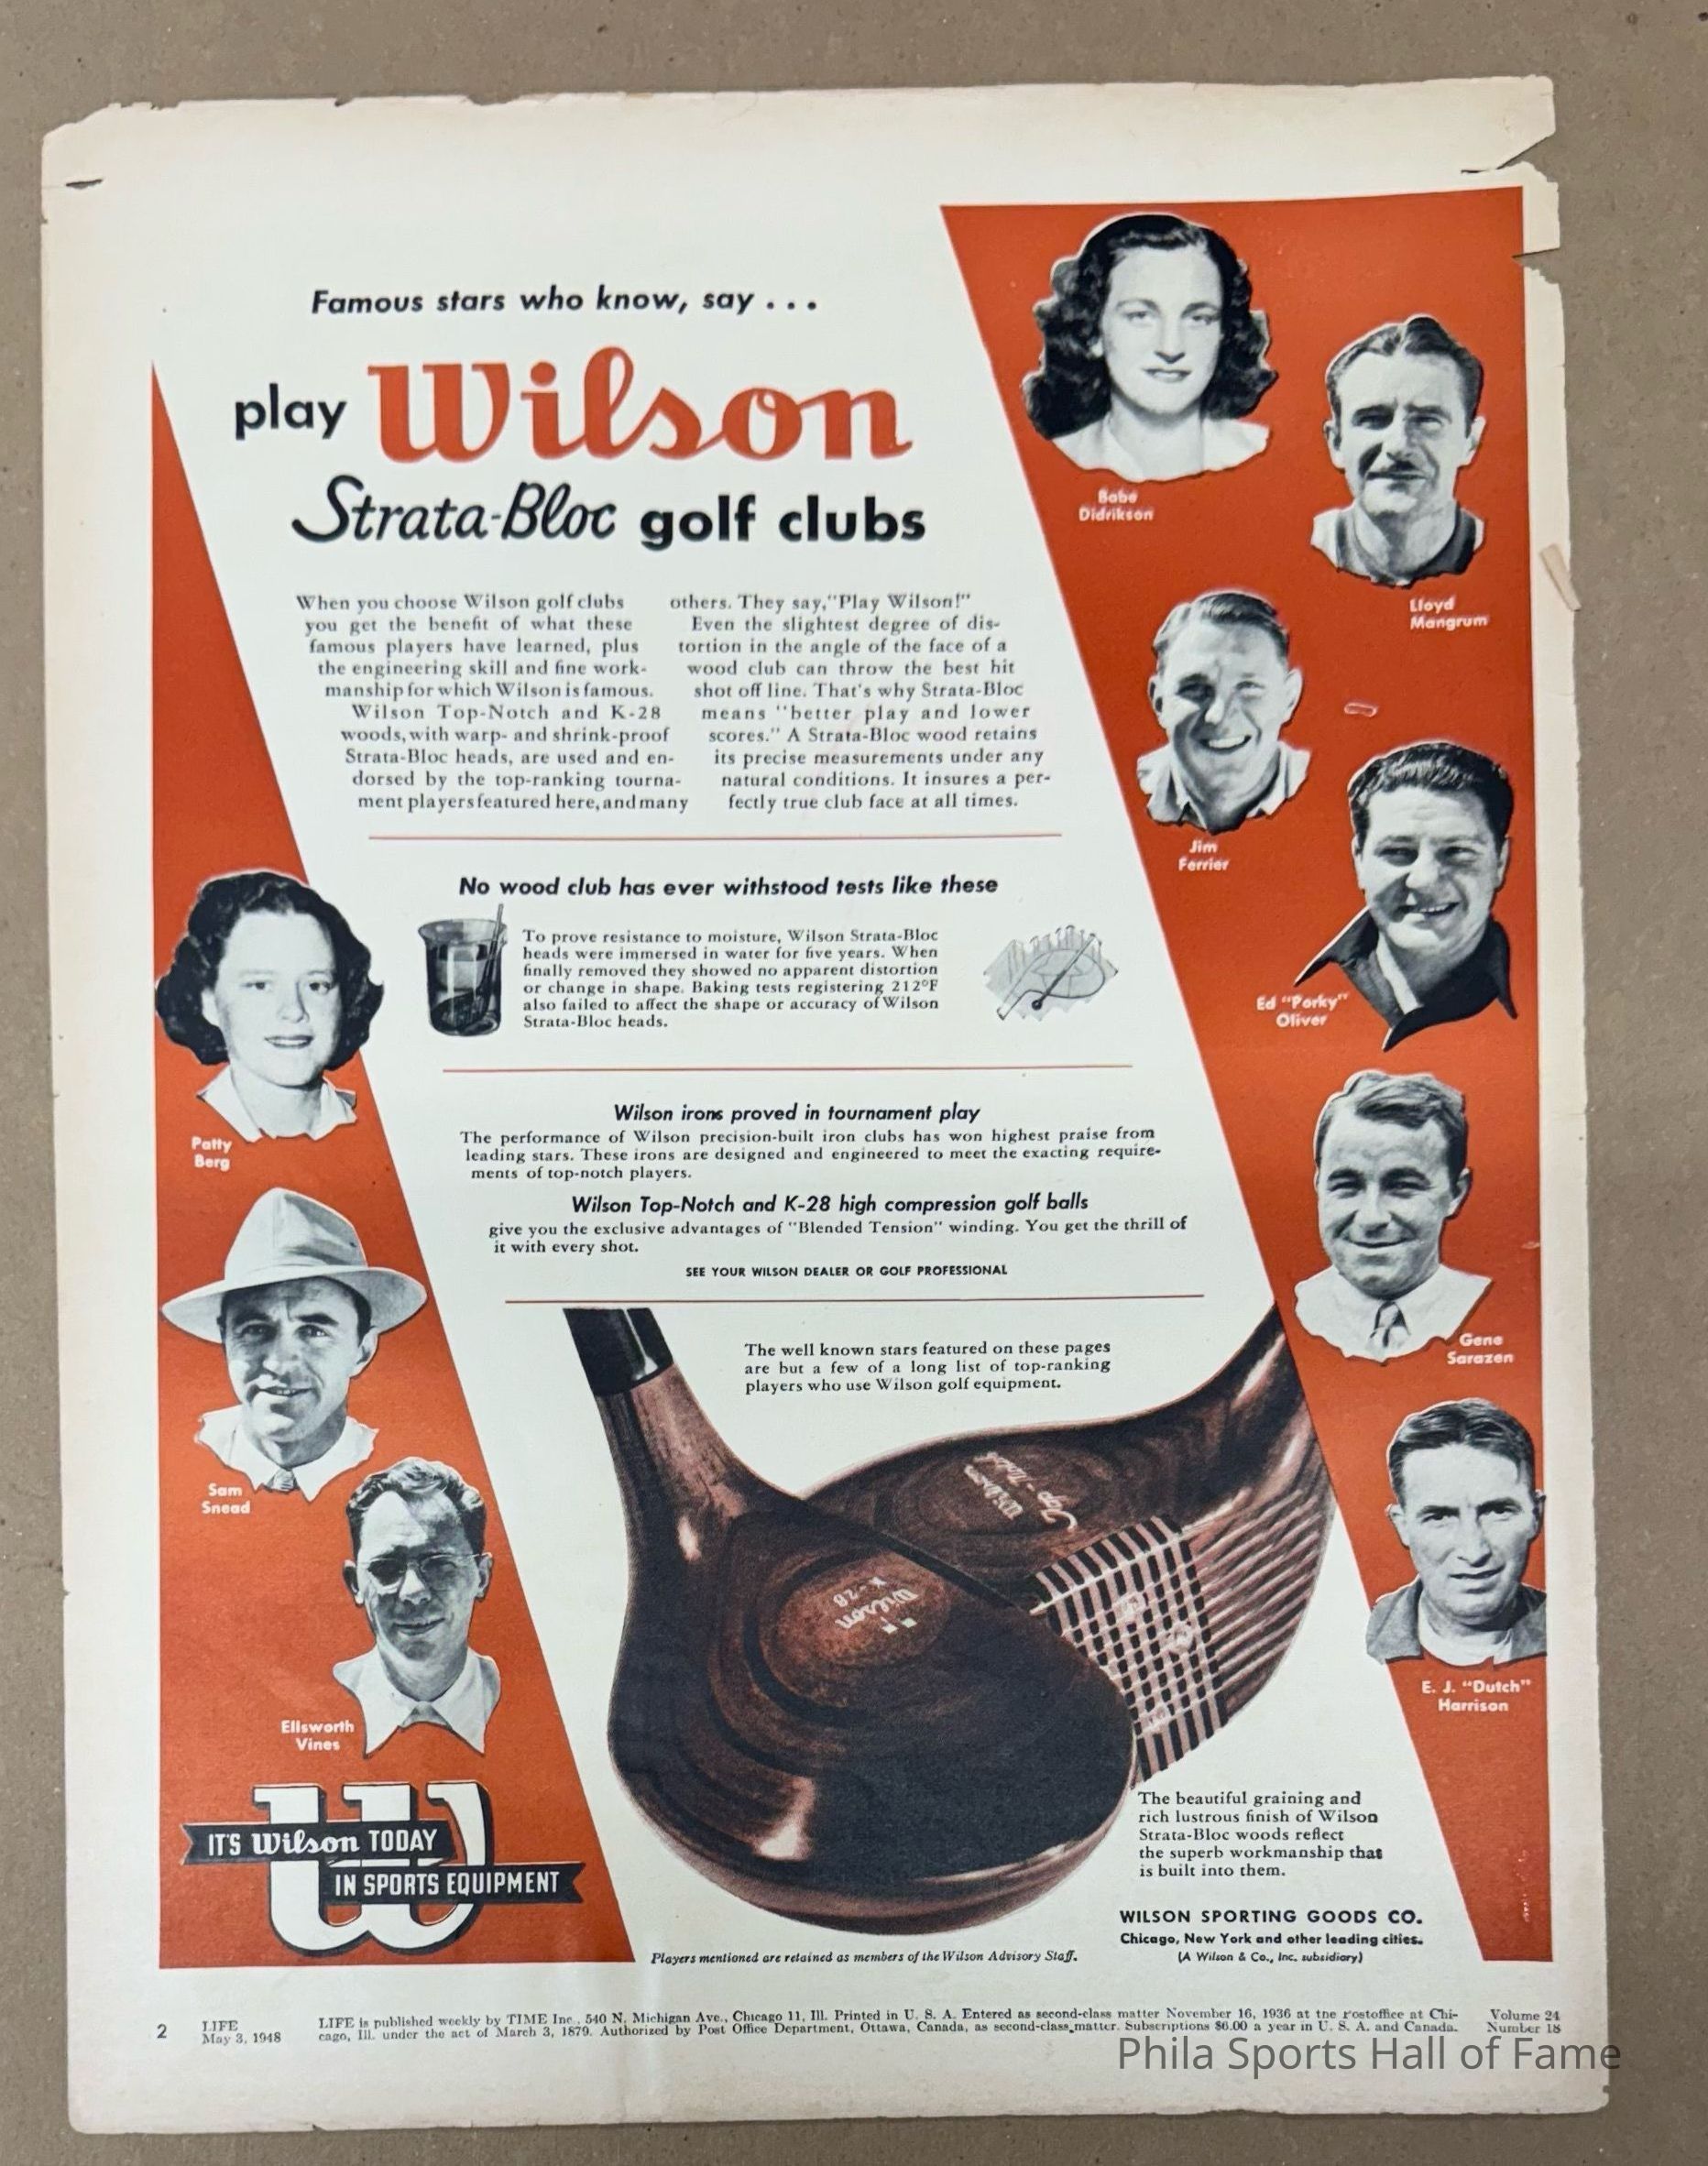 Famous stars who know, say . . .
play Wilson
Strata-Bloc golf clubs
When you choose Wilson golf clubs
you get the benefit of what these
famous players have learned, plus
the engineering skill and fine work-
manship for which Wilson is famous.
Wilson Top-Notch and K-28
woods, with warp- and shrink-proof
Strata-Bloc heads, are used and en-
dorsed by the top-ranking tourna-
ment players featured here, and many
others. They say, "Play Wilson!"
Even the slightest degree of dis-
tortion in the angle of the face of a
wood club can throw the best hit
shot off line. That's why Strata-Bloc
means "better play and lower
scores." A Strata-Bloc wood retains
its precise measurements under any
natural conditions. It insures a per-
fectly true club face at all times.
Babe
Didrikson
Lloyd
Mangrum
Jim
Ferrier
Ed "Porky"
Oliver
Gene
Sarazen
E. J. "Dutch"
Harrison
No wood club has ever withstood tests like these
To prove resistance to moisture, Wilson Strata-Bloc
heads were immersed in water for five years. When
finally removed they showed no apparent distortion
or change in shape. Baking tests registering 212°F
also failed to affect the shape or accuracy of Wilson
Strata-Bloc heads.
Wilson irons proved in tournament play
The performance of Wilson precision-built iron clubs has won highest praise from
leading stars. These irons are designed and engineered to meet the exacting require-
ments of top-notch players.
Wilson Top-Notch and K-28 high compression golf balls
give you the exclusive advantages of "Blended Tension" winding. You get the thrill of
it with every shot.
SEE YOUR WILSON DEALER OR GOLF PROFESSIONAL
Patty
Berg
Sam
Snead
Ellsworth
Vines
The well known stars featured on these pages
are but a few of a long list of top-ranking
players who use Wilson golf equipment.
Wilson
Top-Notch
Wilson
K-28
W
IT'S Wilson TODAY
IN SPORTS EQUIPMENT
The beautiful graining and
rich lustrous finish of Wilson
Strata-Bloc woods reflect
the superb workmanship that
is built into them.
WILSON SPORTING GOODS CO.
Chicago, New York and other leading cities.
(A Wilson & Co., Inc. subsidiary)
Players mentioned are retained as members of the Wilson Advisory Staff.
2
LIFE
May 3, 1948
LIFE is published weekly by TIME Inc., 540 N. Michigan Ave., Chicago 11, Ill. Printed in U. S. A. Entered as second-class matter November 16, 1936 at the Postoffice at Chi-
cago, Ill. under the act of March 3, 1879. Authorized by Post Office Department, Ottawa, Canada, as second-class matter. Subscriptions $6.00 a year in U. S. A. and Canada.
Volume 24
Number 18
Phila Sports Hall of Fame